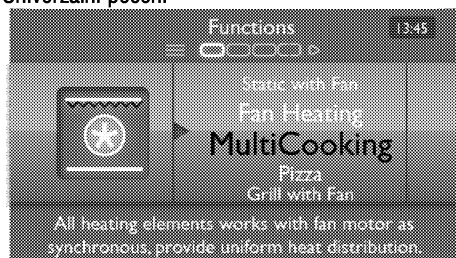 Univerzální pečení
Functions
13:45
Static with Fan
Fan Heating
MultiCooking
Pizza
Grill with Fan
All heating elements works with fan motor as
synchronous, provide uniform heat distribution.